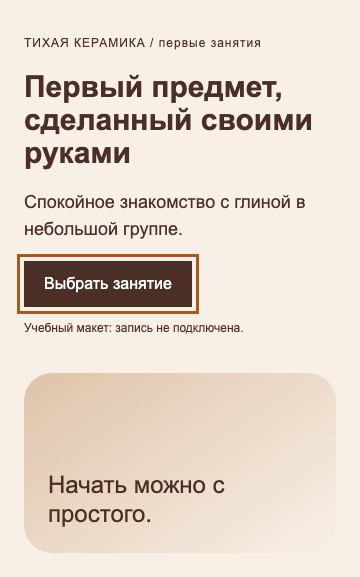 ТИХАЯ КЕРАМИКА / первые занятия
Первый предмет,
сделанный своими
руками
Спокойное знакомство с глиной в
небольшой группе.
Выбрать занятие
Учебный макет: запись не подключена.
Начать можно с
простого.